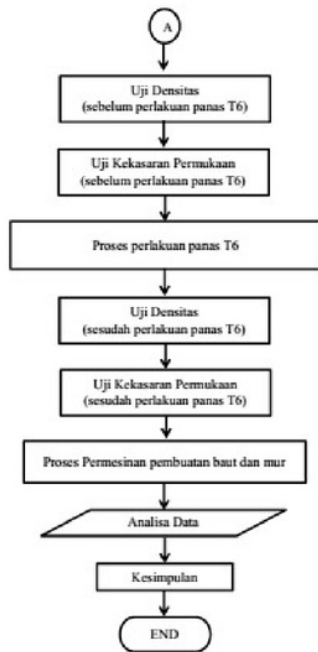 A
Uji Densitas
(sebelum perlakuan panas T6)
Uji Kekasaran Permukaan
(sebelum perlakuan panas T6)
Proses perlakuan panas T6
Uji Densitas
(sesudah perlakuan panas T6)
Uji Kekasaran Permukaan
(sesudah perlakuan panas T6)
Proses Permesinan pembuatan baut dan mur
Analisa Data
Kesimpulan
END